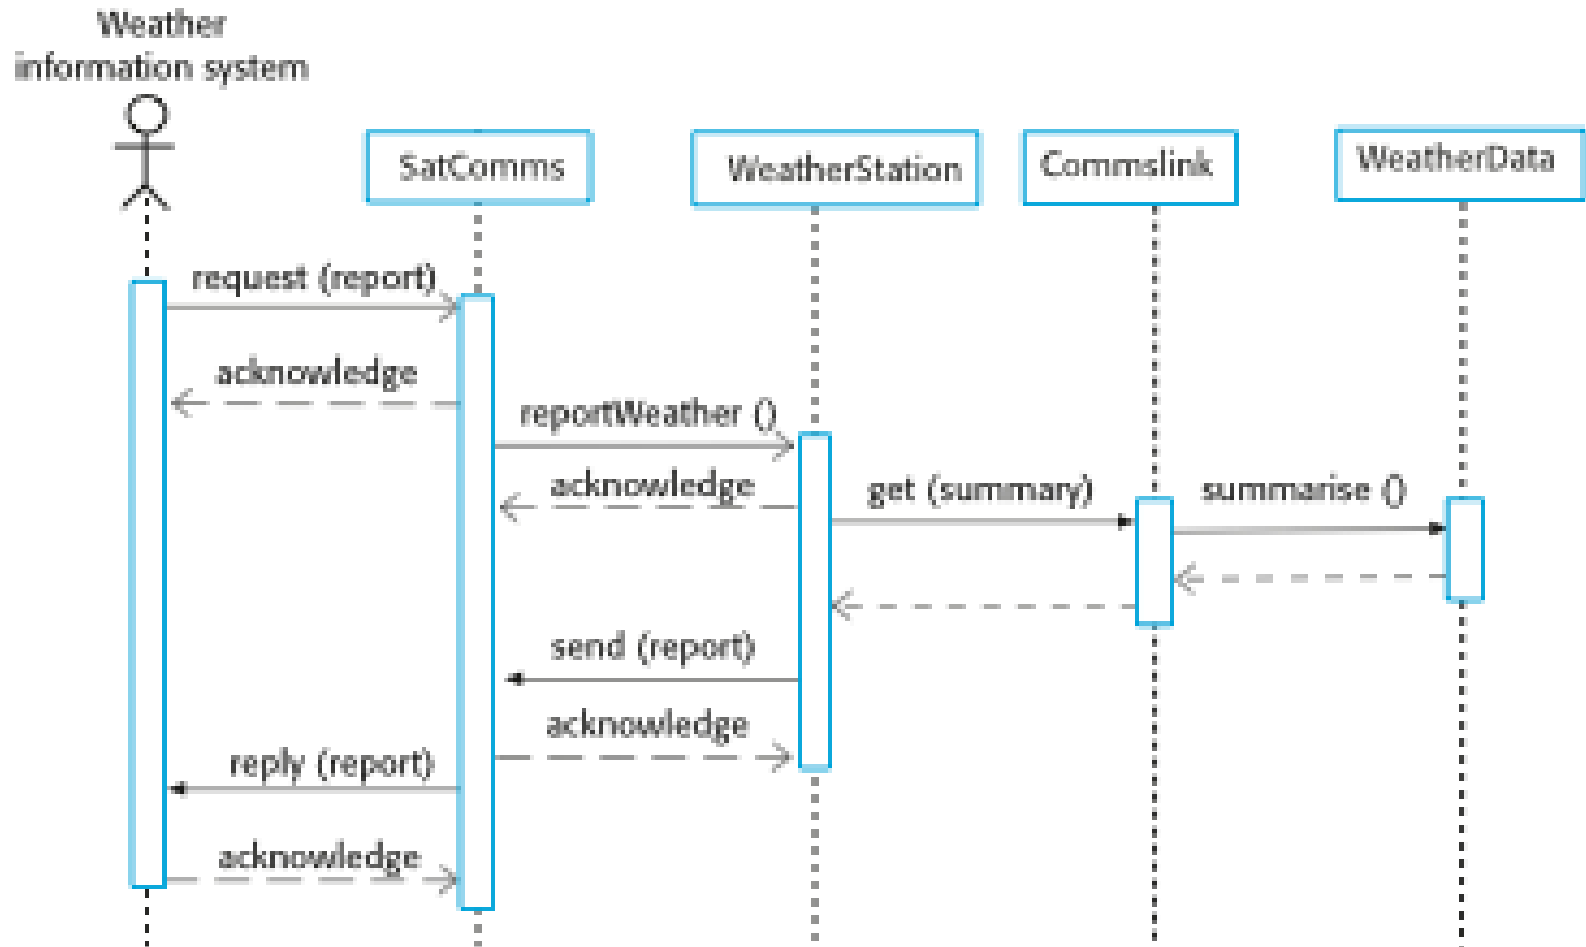 Weather
information system
SatComms
WeatherStation
Commslink
WeatherData
request (report)
acknowledge
reportWeather ()
acknowledge
get (summary)
summarise ()
send (report)
acknowledge
reply (report)
acknowledge